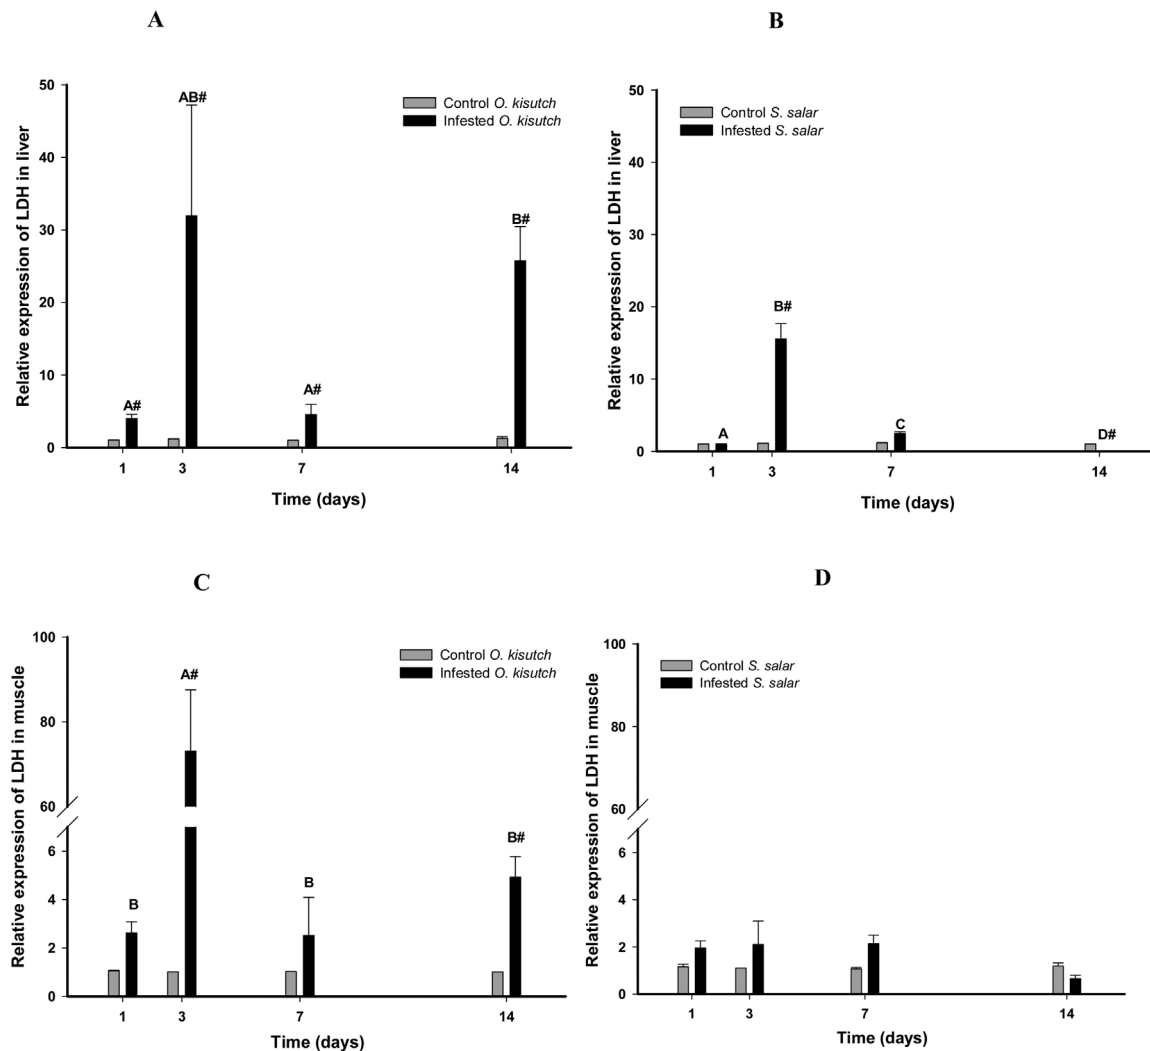 A
Relative expression of LDH in liver
50
40
30
20
10
0
Control O. kisutch
Infested O. kisutch
A#
AB#
A#
B#
1
3
7
14
Time (days)
B
Relative expression of LDH in liver
50
40
30
20
10
0
Control S. salar
Infested S. salar
A
B#
C
D#
1
3
7
14
Time (days)
C
Relative expression of LDH in muscle
100
80
60
6
4
2
0
Control O. kisutch
Infested O. kisutch
B
A#
B
B#
1
3
7
14
Time (days)
D
Relative expression of LDH in muscle
100
80
60
6
4
2
0
Control S. salar
Infested S. salar
1
3
7
14
Time (days)